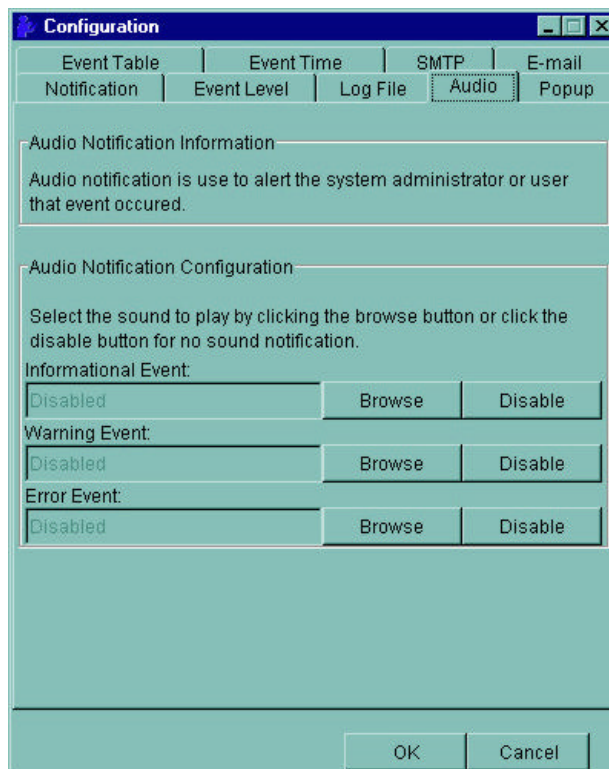 Configuration
Event Table Event Time SMTP E-mail
Notification Event Level Log File Audio Popup
Audio Notification Information
Audio notification is use to alert the system administrator or user
that event occured.
Audio Notification Configuration
Select the sound to play by clicking the browse button or click the
disable button for no sound notification.
Informational Event:
Disabled Browse Disable
Warning Event:
Disabled Browse Disable
Error Event:
Disabled Browse Disable
OK Cancel